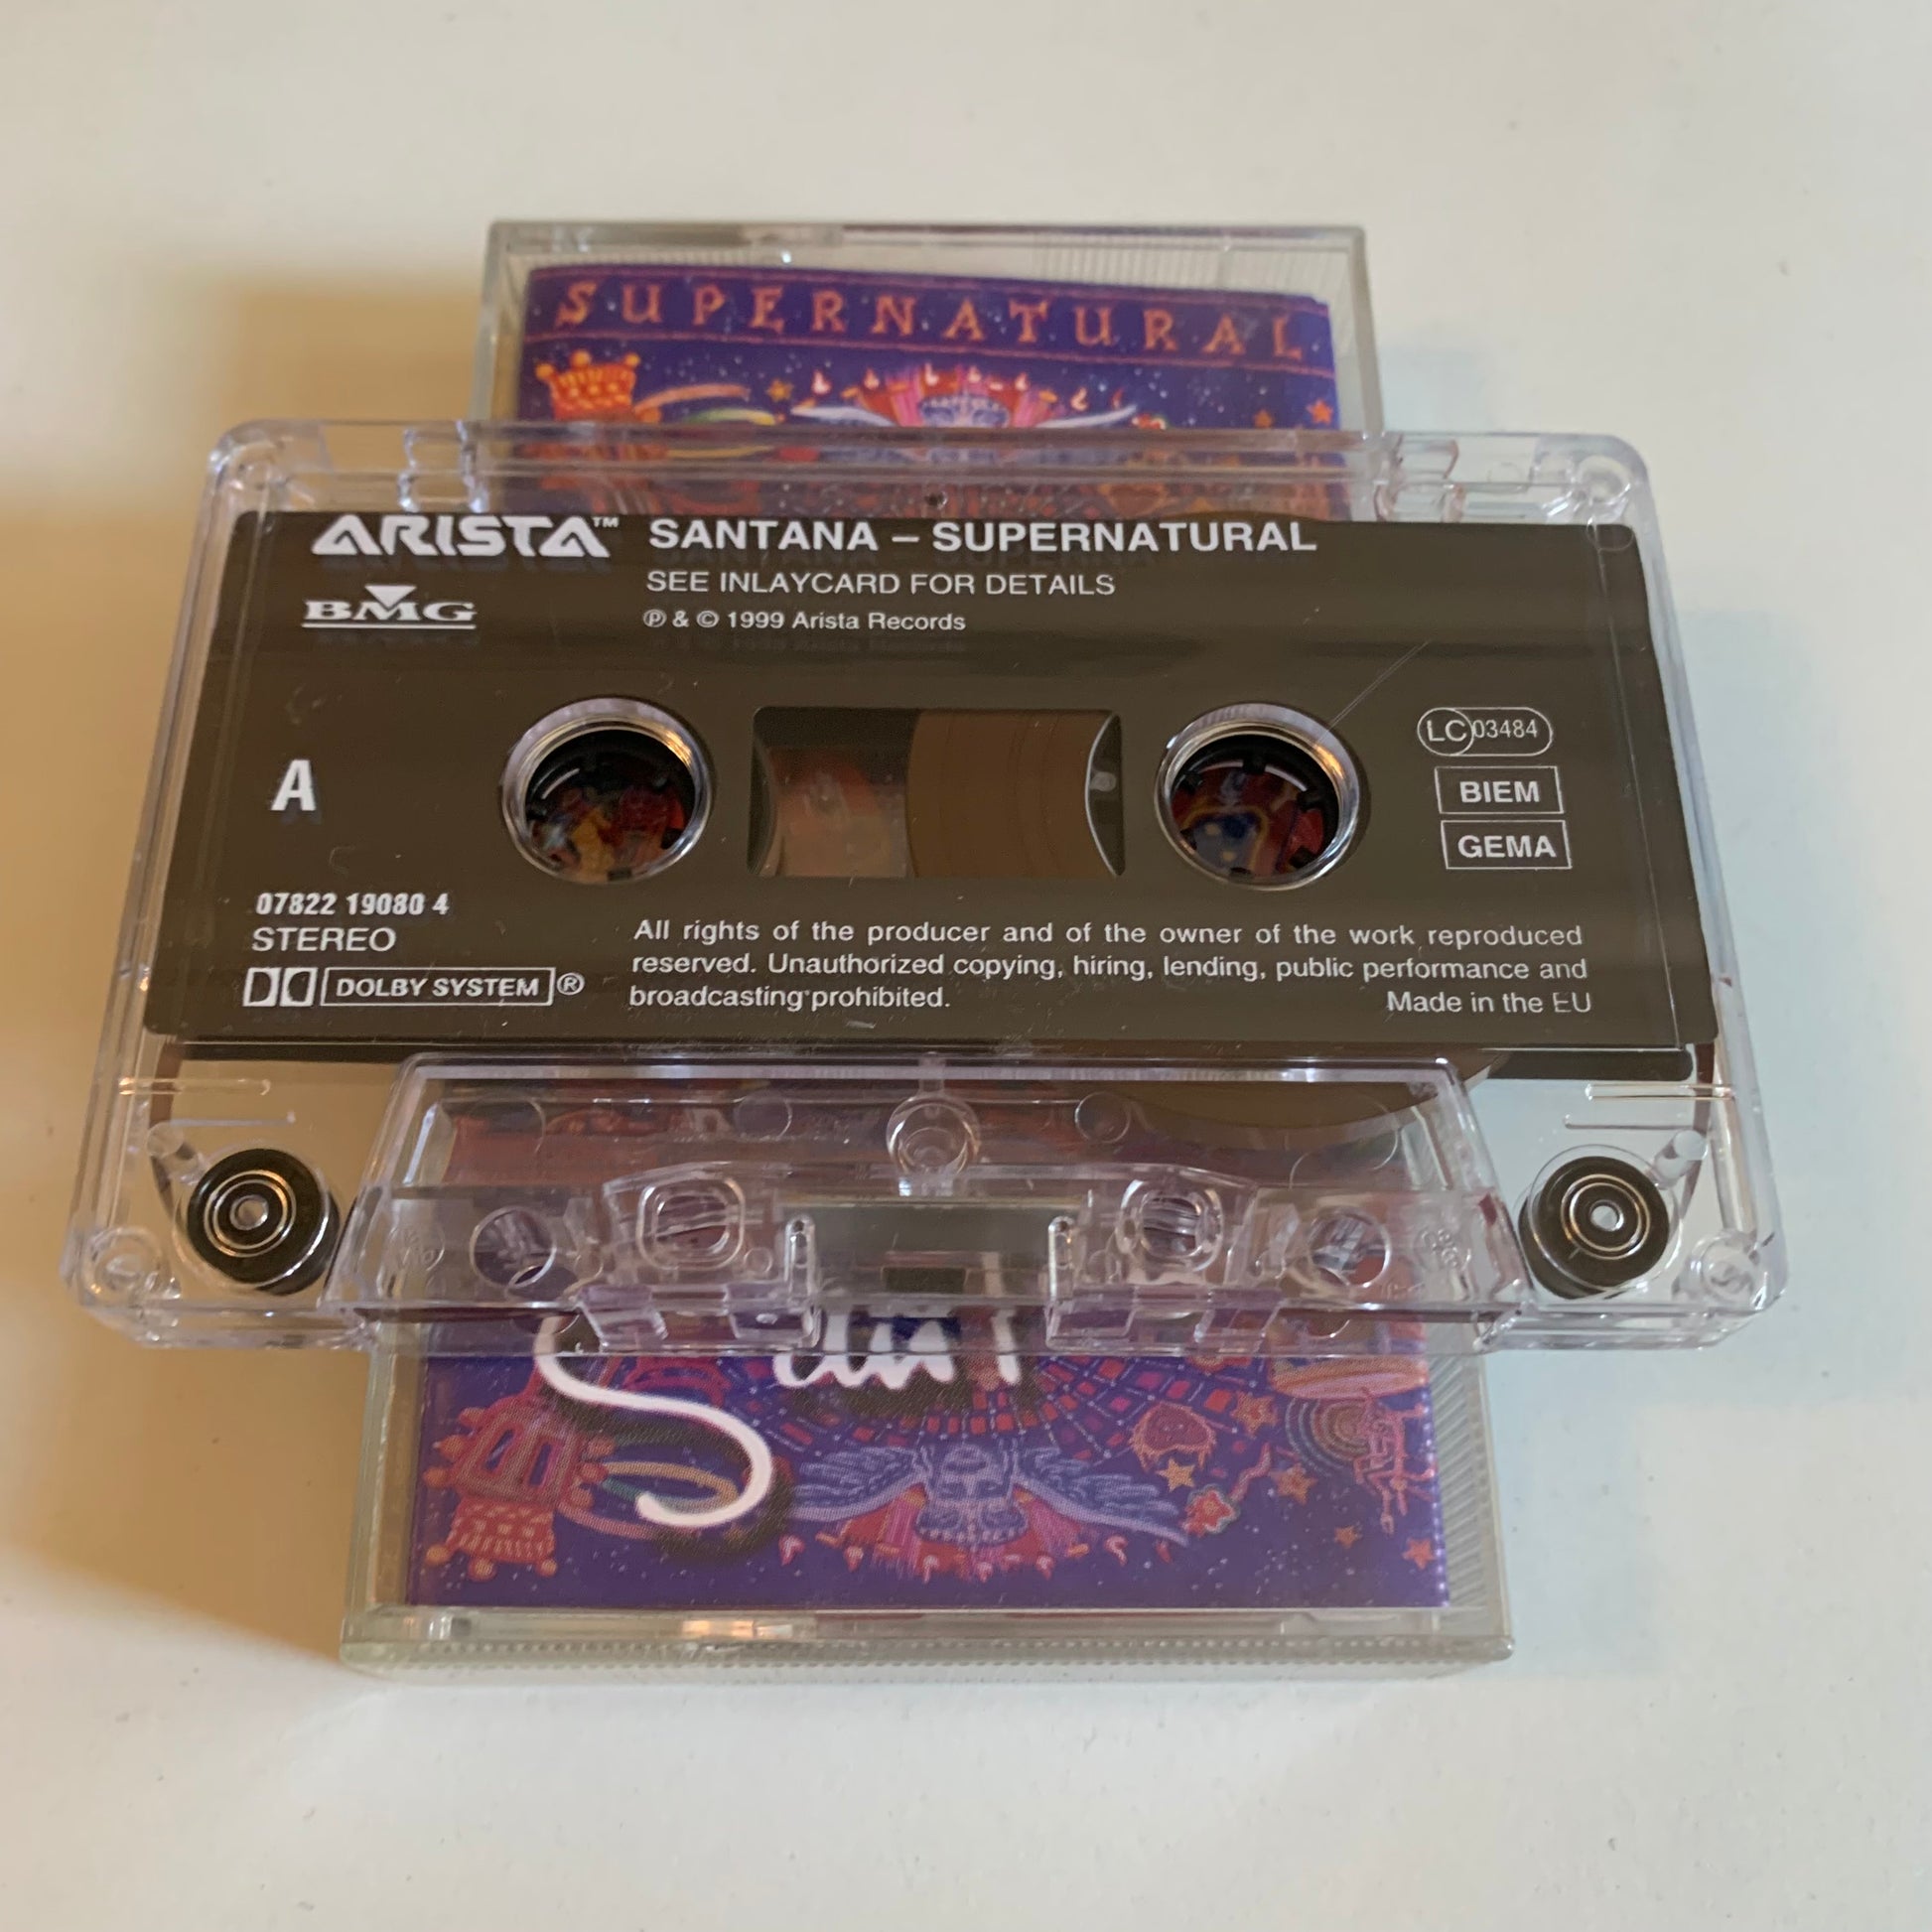 SUPERNATURAL
ARISTA™
SANTANA – SUPERNATURAL
SEE INLAYCARD FOR DETAILS
℗ & © 1999 Arista Records
BMG
A
LC 03484
BIEM
GEMA
07822 19080 4
STEREO
DOLBY SYSTEM ®
All rights of the producer and of the owner of the work reproduced
reserved. Unauthorized copying, hiring, lending, public performance and
broadcasting prohibited.
Made in the EU